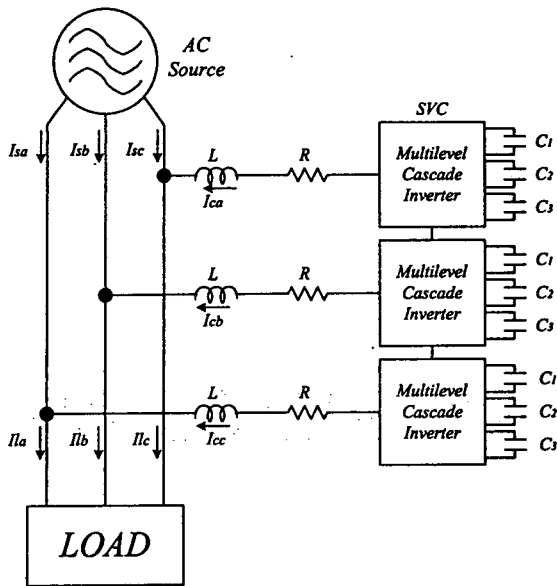 AC
Source
SVC
Isa
Isb
Isc
L
R
Ica
Multilevel
Cascade
Inverter
C1
C2
C3
L
R
Icb
Multilevel
Cascade
Inverter
C1
C2
C3
L
R
Icc
Multilevel
Cascade
Inverter
C1
C2
C3
Ila
Ilb
Ilc
LOAD